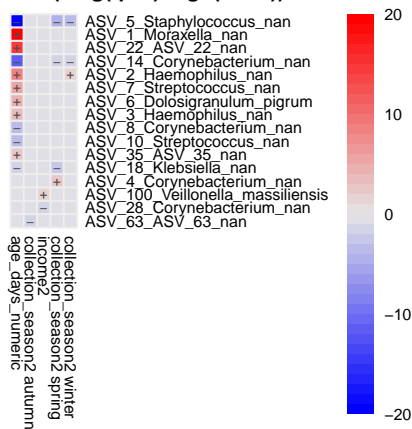 ASV_5_Staphylococcus_nan
ASV_1_Moraxella_nan
ASV_22_ASV_22_nan
ASV_14_Corynebacterium_nan
ASV_2_Haemophilus_nan
ASV_7_Streptococcus_nan
ASV_6_Dolosigranulum_pigrum
ASV_3_Haemophilus_nan
ASV_8_Corynebacterium_nan
ASV_10_Streptococcus_nan
ASV_35_ASV_35_nan
ASV_18_Klebsiella_nan
ASV_4_Corynebacterium_nan
ASV_100_Veillonella_massiliensis
ASV_28_Corynebacterium_nan
ASV_63_ASV_63_nan
age_days_numeric
collection_season2 autumn
income2
collection_season2 spring
collection_season2 winter
20
10
0
−10
−20